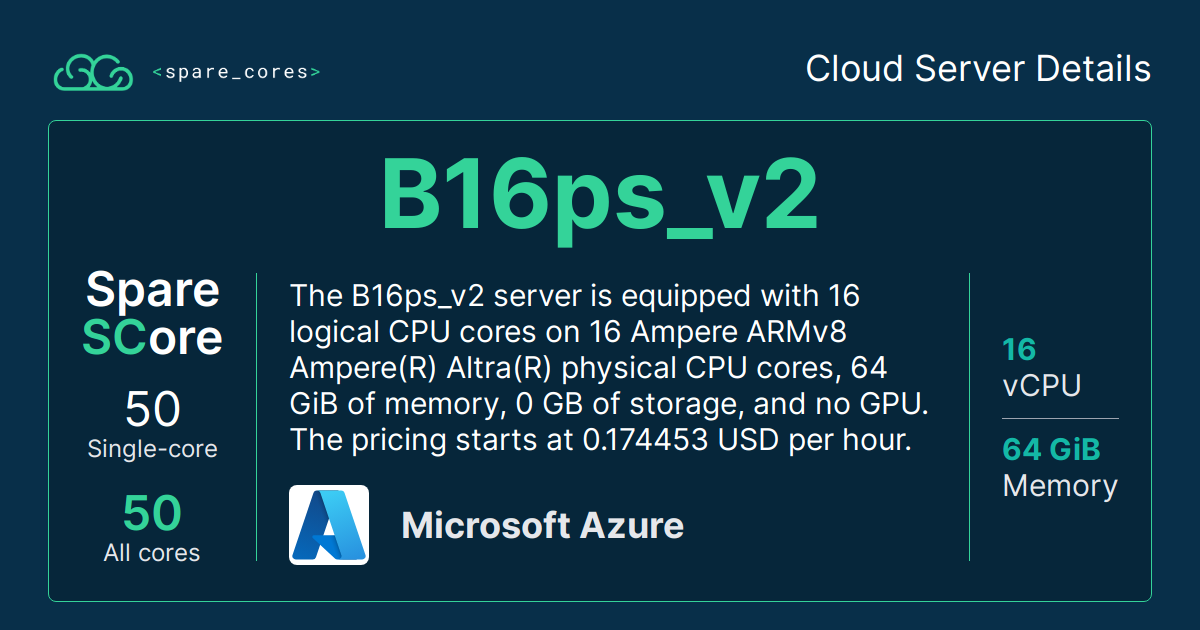 <spare_cores>
Cloud Server Details
B16ps_v2
Spare
SCore
50
Single-core
50
All cores
The B16ps_v2 server is equipped with 16
logical CPU cores on 16 Ampere ARMv8
Ampere(R) Altra(R) physical CPU cores, 64
GiB of memory, 0 GB of storage, and no GPU.
The pricing starts at 0.174453 USD per hour.
Microsoft Azure
16
vCPU
64 GiB
Memory